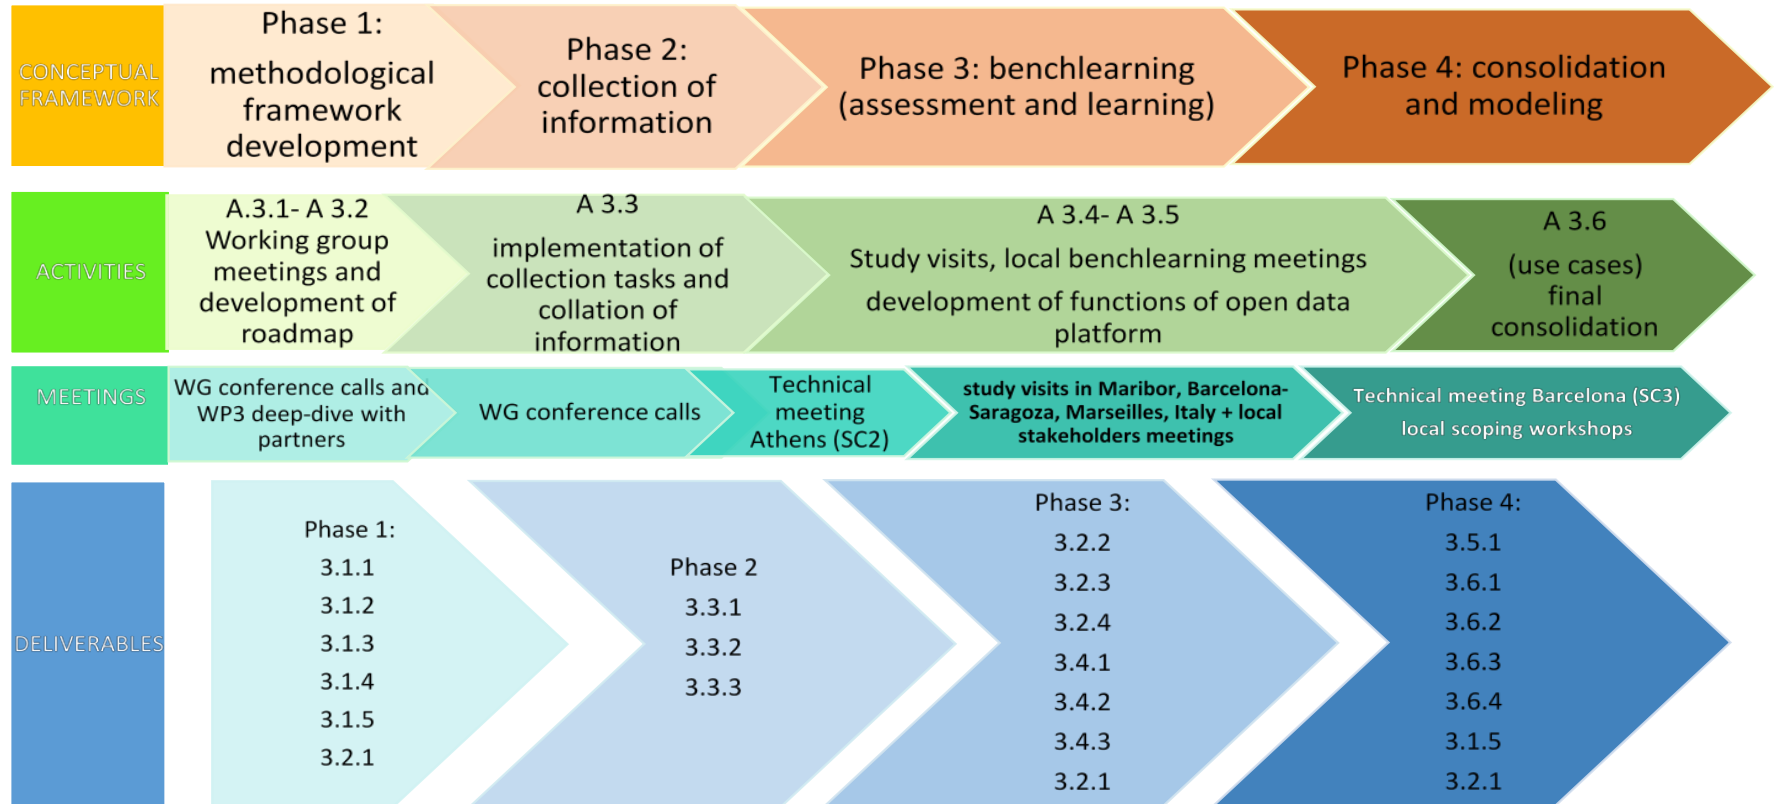 CONCEPTUAL
FRAMEWORK
Phase 1:
methodological
framework
development
Phase 2:
collection of
information
Phase 3: benchlearning
(assessment and learning)
Phase 4: consolidation
and modeling
ACTIVITIES
A.3.1- A 3.2
Working group
meetings and
development of
roadmap
A 3.3
implementation of
collection tasks and
collation of
information
A 3.4- A 3.5
Study visits, local benchlearning meetings
development of functions of open data
platform
A 3.6
(use cases)
final
consolidation
MEETINGS
WG conference calls and
WP3 deep-dive with
partners
WG conference calls
Technical
meeting
Athens (SC2)
study visits in Maribor, Barcelona-
Saragoza, Marseilles, Italy + local
stakeholders meetings
Technical meeting Barcelona (SC3)
local scoping workshops
DELIVERABLES
Phase 1:
3.1.1
3.1.2
3.1.3
3.1.4
3.1.5
3.2.1
Phase 2
3.3.1
3.3.2
3.3.3
Phase 3:
3.2.2
3.2.3
3.2.4
3.4.1
3.4.2
3.4.3
3.2.1
Phase 4:
3.5.1
3.6.1
3.6.2
3.6.3
3.6.4
3.1.5
3.2.1